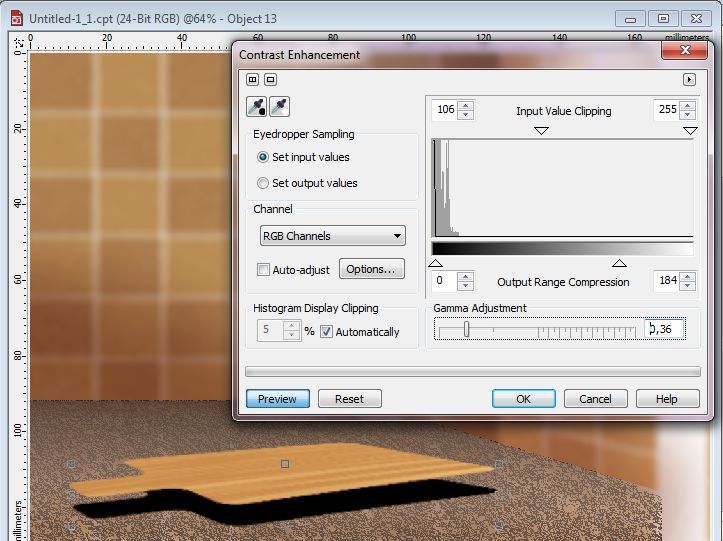 Untitled-1_1.cpt (24-Bit RGB) @64% - Object 13
0 20 40 120 140 160 millimeters
0
20
40
60
80
100
millimeters
Contrast Enhancement
106 Input Value Clipping 255
Eyedropper Sampling
Set input values
Set output values
Channel
RGB Channels
Auto-adjust Options...
0 Output Range Compression 184
Histogram Display Clipping
5 % Automatically
Gamma Adjustment
0,36
Preview Reset OK Cancel Help